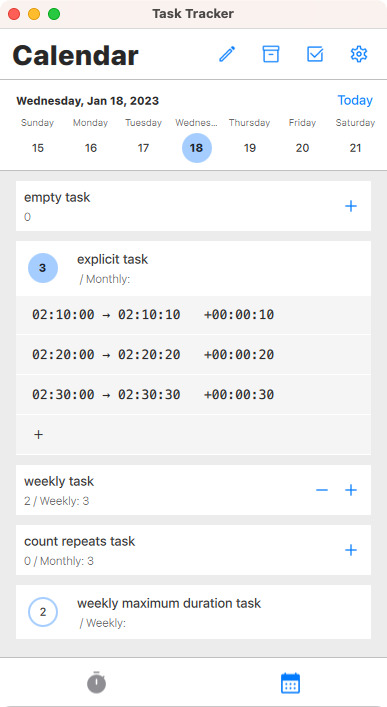 Task Tracker
Calendar
Wednesday, Jan 18, 2023 Today
Sunday Monday Tuesday Wednes... Thursday Friday Saturday
15 16 17 18 19 20 21
empty task
0
+
3
explicit task
/ Monthly:
02:10:00 → 02:10:10 +00:00:10
02:20:00 → 02:20:20 +00:00:20
02:30:00 → 02:30:30 +00:00:30
+
weekly task
2 / Weekly: 3
− +
count repeats task
0 / Monthly: 3
+
2
weekly maximum duration task
/ Weekly: